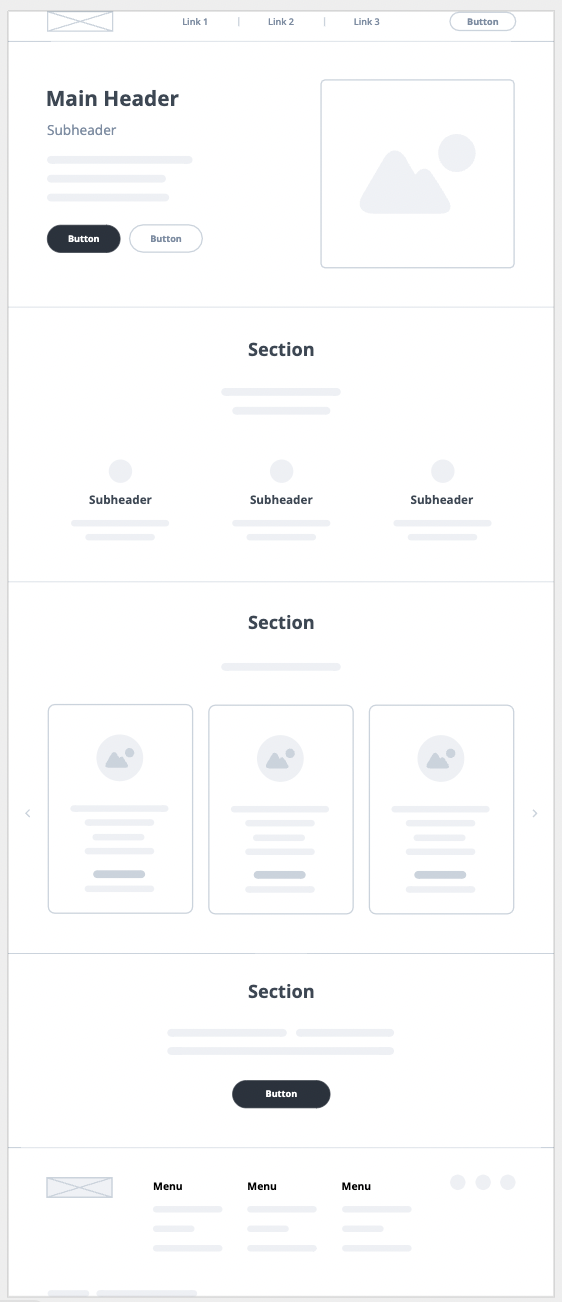 Link 1 | Link 2 | Link 3 Button
Main Header
Subheader
Button Button
Section
Subheader Subheader Subheader
Section
‹ ›
Section
Button
Menu Menu Menu